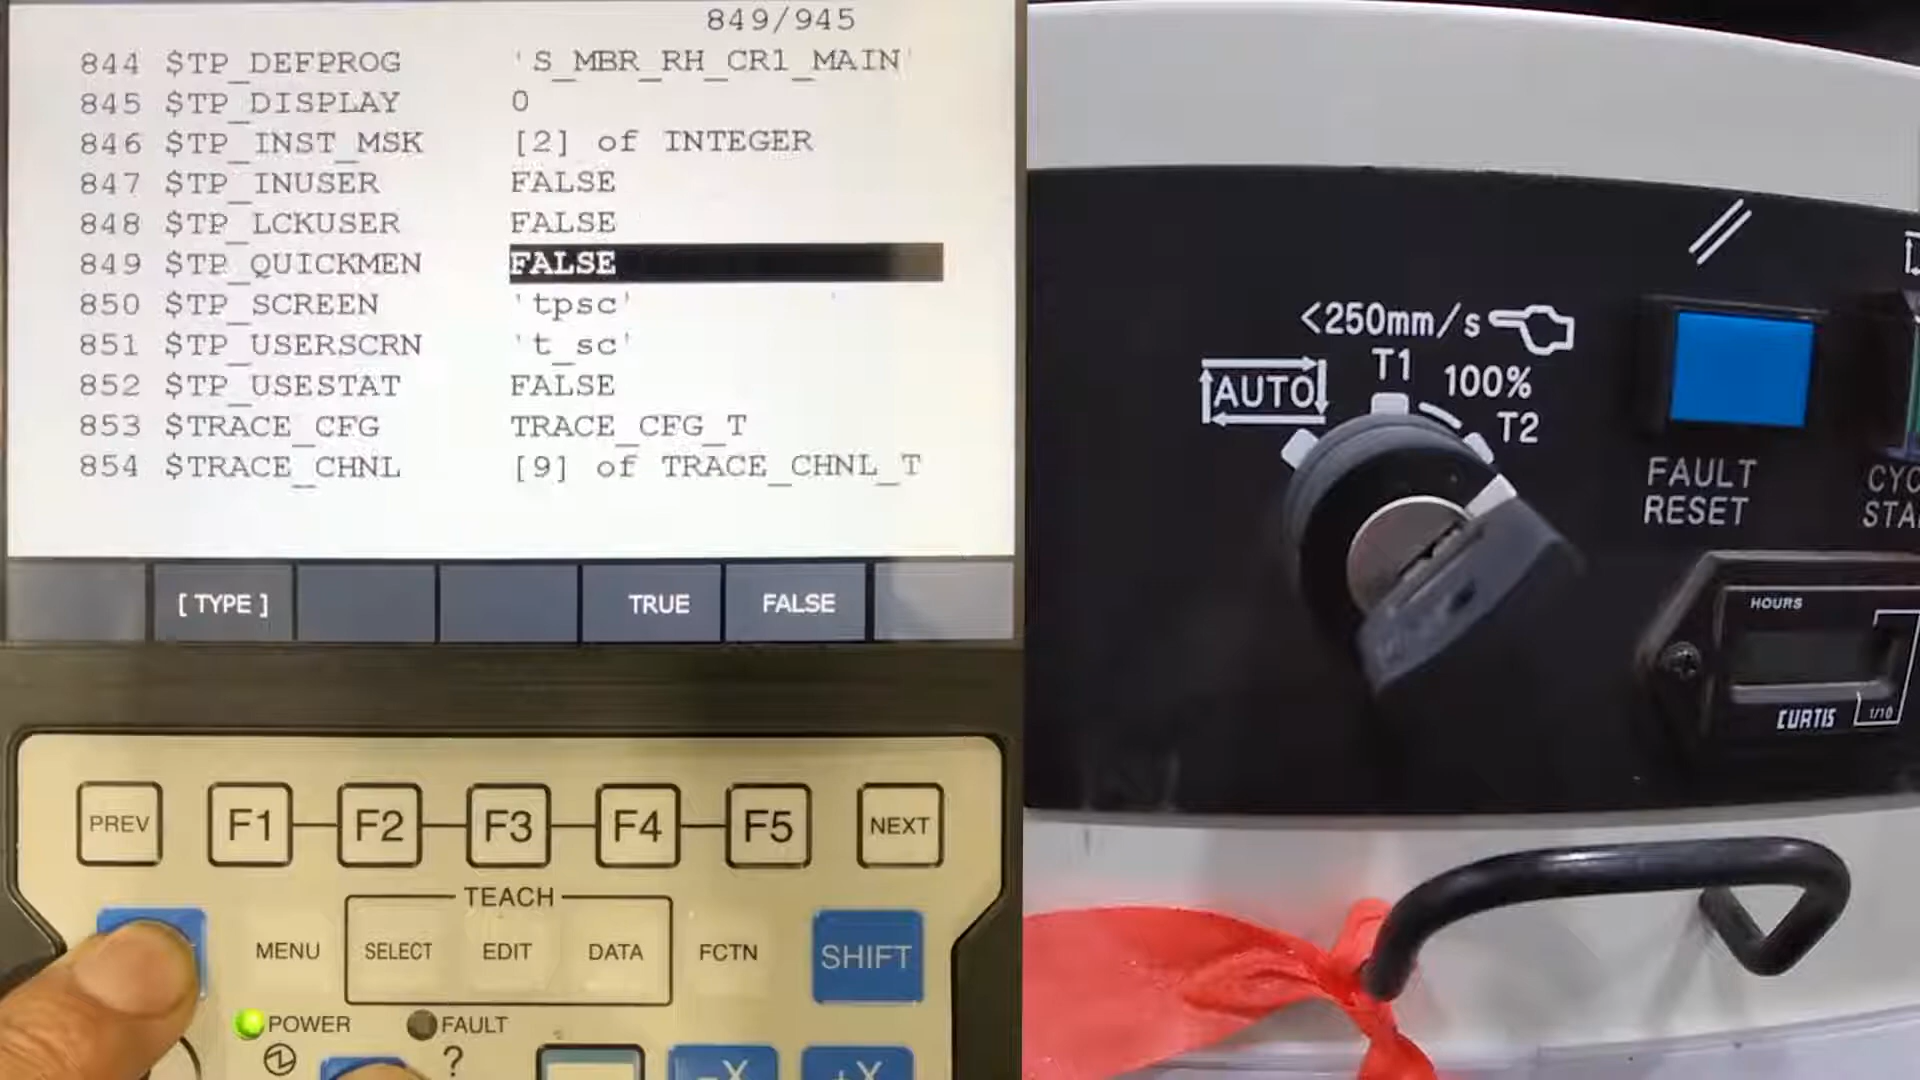 849/945
844 $TP_DEFPROG 'S_MBR_RH_CR1_MAIN'
845 $TP_DISPLAY 0
846 $TP_INST_MSK [2] of INTEGER
847 $TP_INUSER FALSE
848 $TP_LCKUSER FALSE
849 $TP_QUICKMEN FALSE
850 $TP_SCREEN 'tpsc'
851 $TP_USERSCRN 't_sc'
852 $TP_USESTAT FALSE
853 $TRACE_CFG TRACE_CFG_T
854 $TRACE_CHNL [9] of TRACE_CHNL_T
[ TYPE ] TRUE FALSE
PREV F1 F2 F3 F4 F5 NEXT
TEACH
MENU SELECT EDIT DATA FCTN SHIFT
POWER FAULT
?
-X +X
<250mm/s
T1
AUTO 100%
T2
FAULT
RESET
CYC
STA
HOURS
CURTIS 1/10